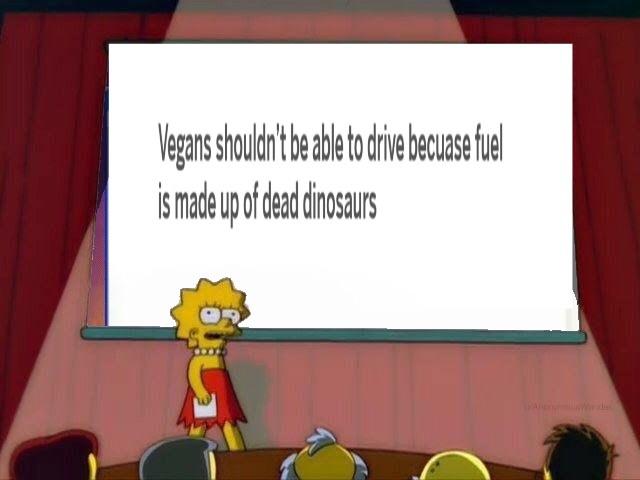 Vegans shouldn't be able to drive becuase fuel
is made up of dead dinosaurs